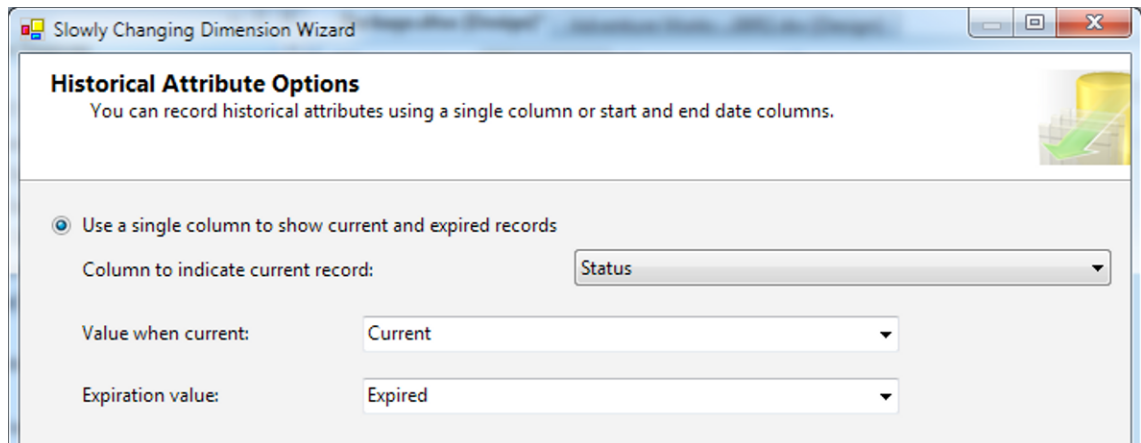 Slowly Changing Dimension Wizard
Historical Attribute Options
You can record historical attributes using a single column or start and end date columns.
Use a single column to show current and expired records
Column to indicate current record: Status
Value when current: Current
Expiration value: Expired